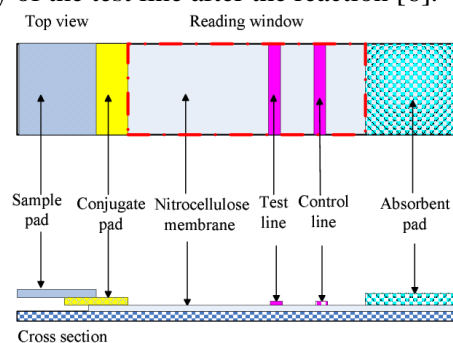 y of the test line after the reaction [6].
Top view
Reading window
Sample
pad
Conjugate
pad
Nitrocellulose
membrane
Test
line
Control
line
Absorbent
pad
Cross section